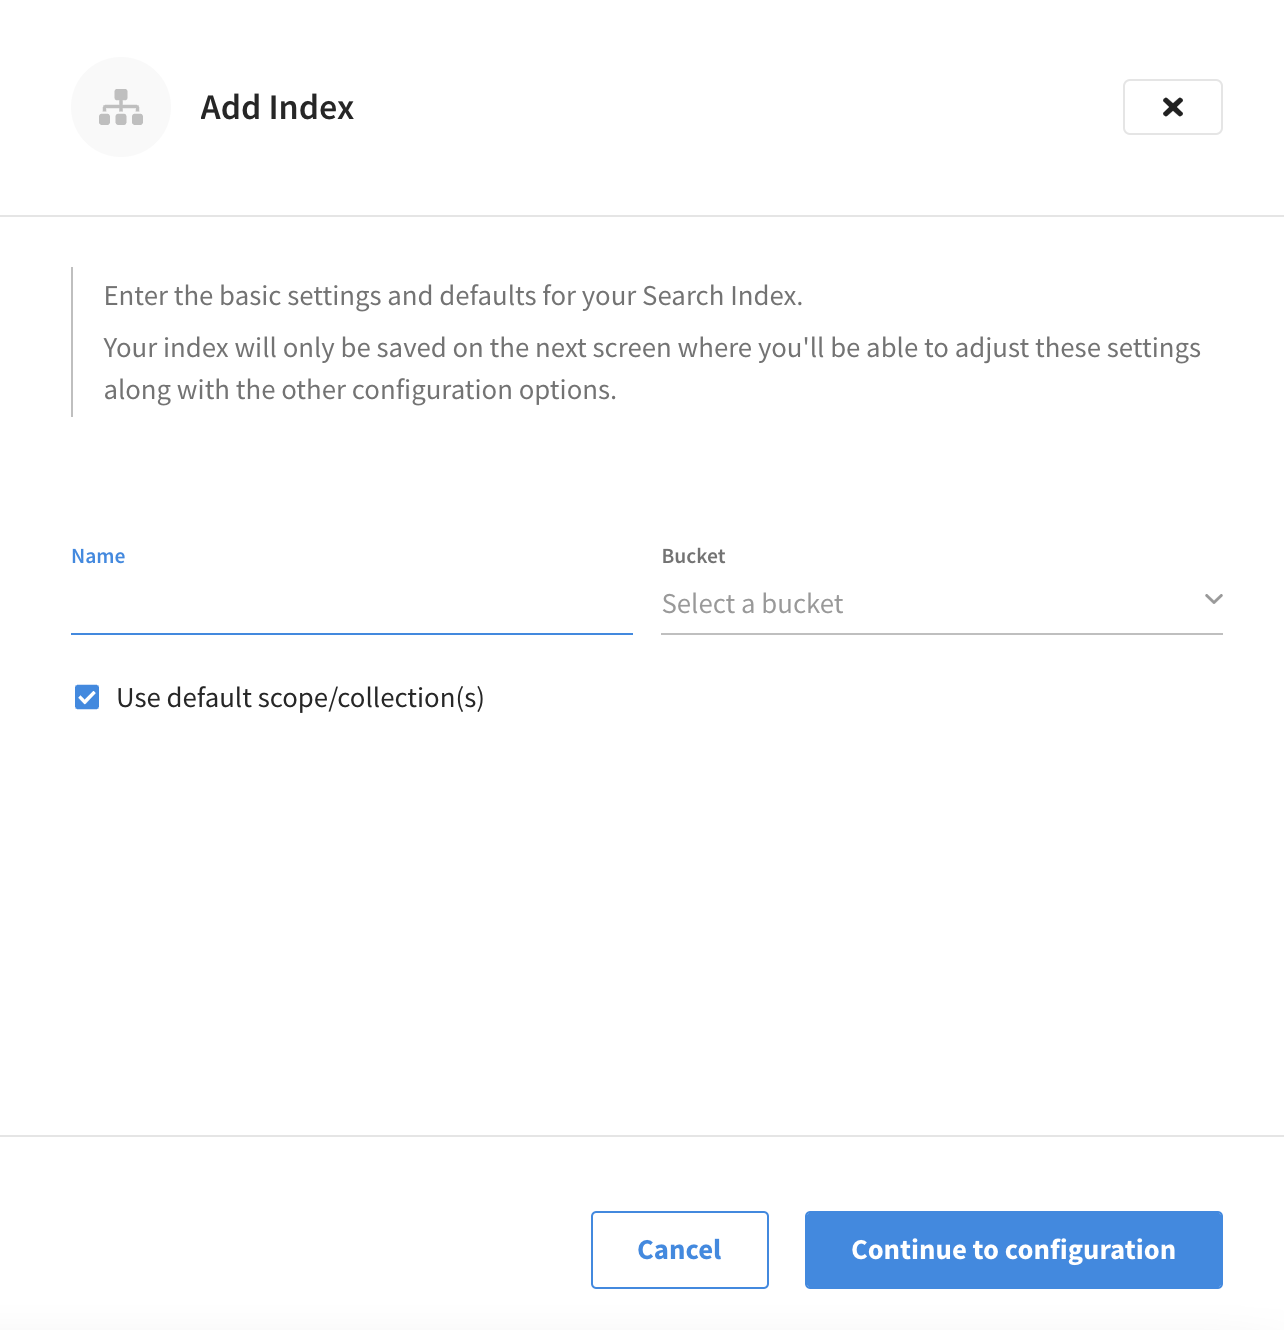 Add Index
Enter the basic settings and defaults for your Search Index.
Your index will only be saved on the next screen where you'll be able to adjust these settings
along with the other configuration options.
Name
Bucket
Select a bucket
Use default scope/collection(s)
Cancel
Continue to configuration